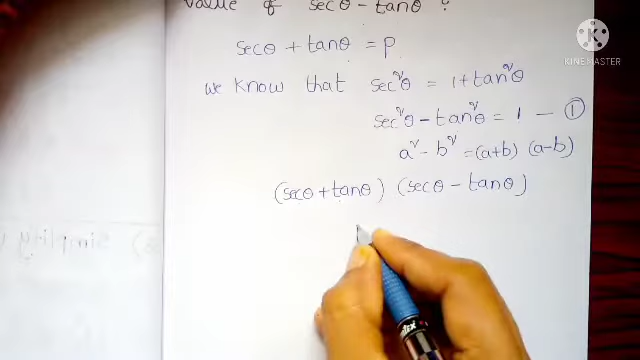 value of secθ - tanθ ?
secθ + tanθ = p
we know that sec²θ = 1 + tan²θ
sec²θ - tan²θ = 1 — ①
a² - b² = (a+b) (a-b)
(secθ + tanθ) (secθ - tanθ)
KINEMASTER